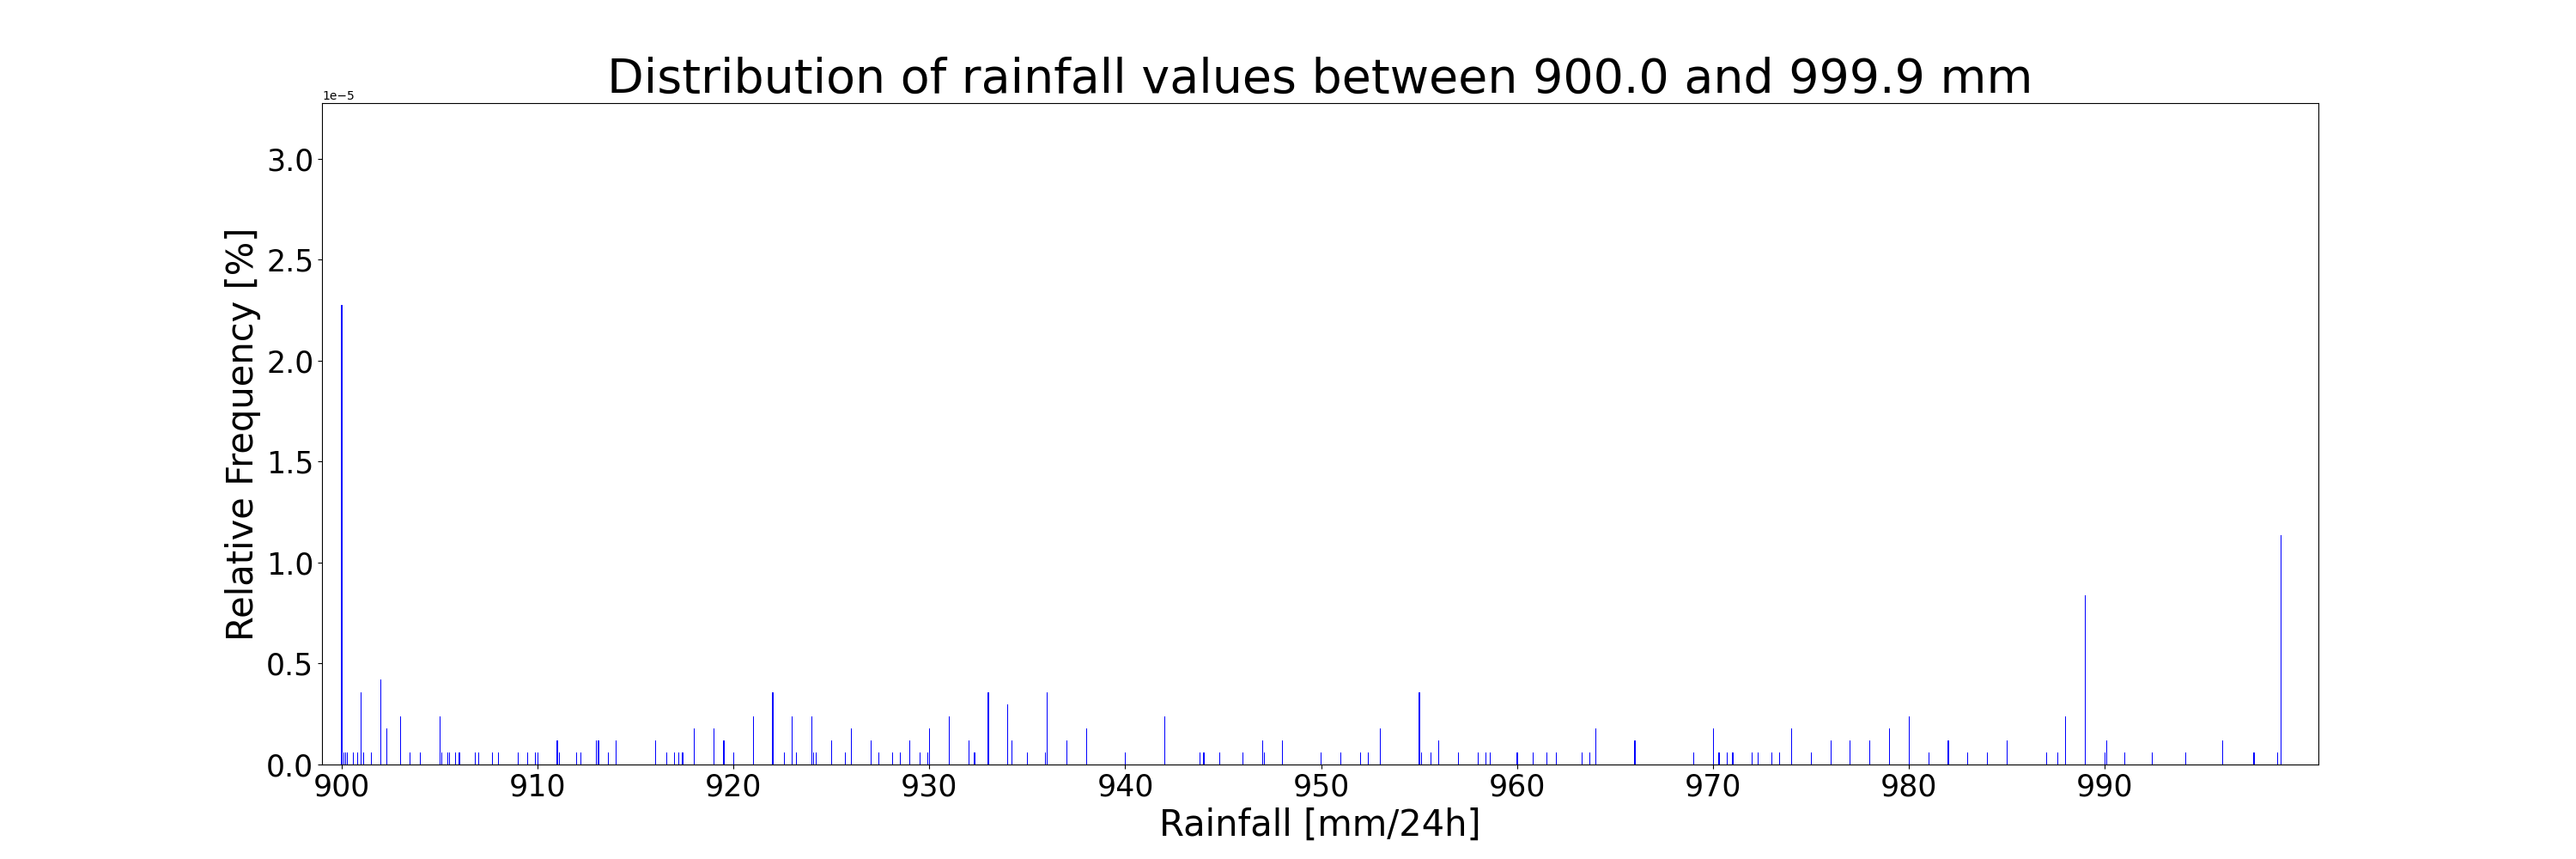 Distribution of rainfall values between 900.0 and 999.9 mm
1e−5
3.0
2.5
2.0
1.5
1.0
0.5
0.0
Relative Frequency [%]
900 910 920 930 940 950 960 970 980 990
Rainfall [mm/24h]